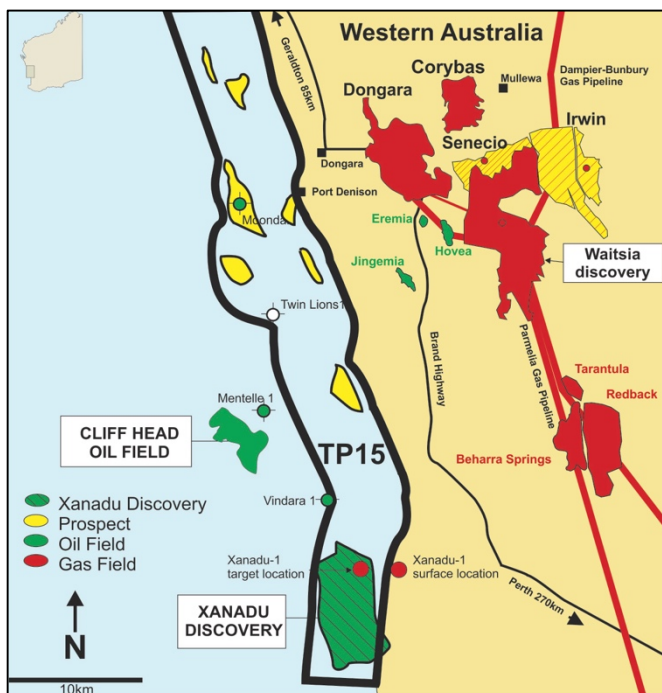 Western Australia
Geraldton 85km
Corybas
Mullewa
Dampier-Bunbury
Gas Pipeline
Dongara
Irwin
Senecio
Dongara
Port Denison
Moonda
Eremia
Hovea
Waitsia
discovery
Jingemia
Twin Lions1
Parmelia Gas Pipeline
Brand Highway
Tarantula
Redback
Mentelle 1
CLIFF HEAD
OIL FIELD
TP15
Beharra Springs
Xanadu Discovery
Prospect
Oil Field
Gas Field
Vindara 1
Xanadu-1
target location
Xanadu-1
surface location
XANADU
DISCOVERY
Perth 270km
N
10km